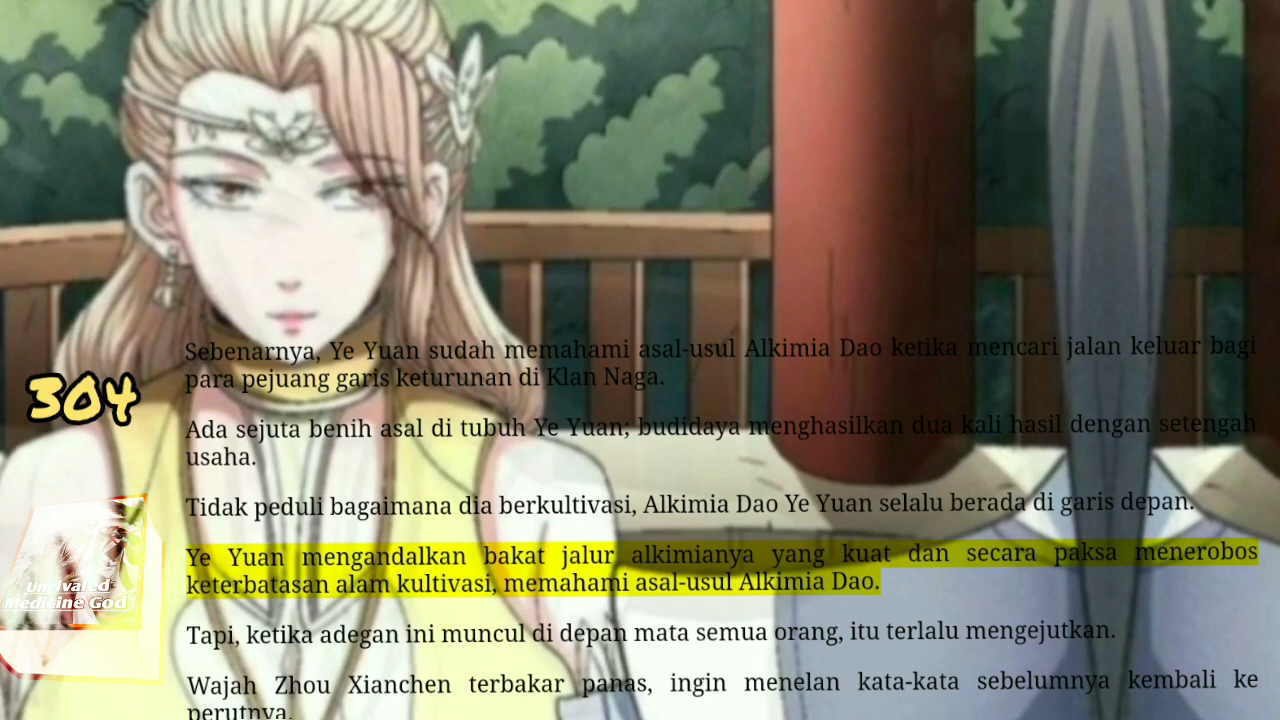 Sebenarnya, Ye Yuan sudah memahami asal-usul Alkimia Dao ketika mencari jalan keluar bagi
para pejuang garis keturunan di Klan Naga.
304
Ada sejuta benih asal di tubuh Ye Yuan; budidaya menghasilkan dua kali hasil dengan setengah
usaha.
Tidak peduli bagaimana dia berkultivasi, Alkimia Dao Ye Yuan selalu berada di garis depan.
Ye Yuan mengandalkan bakat jalur alkimianya yang kuat dan secara paksa menerobos
keterbatasan alam kultivasi, memahami asal-usul Alkimia Dao.
Unrivaled
Medicine God
Tapi, ketika adegan ini muncul di depan mata semua orang, itu terlalu mengejutkan.
Wajah Zhou Xianchen terbakar panas, ingin menelan kata-kata sebelumnya kembali ke
perutnya.